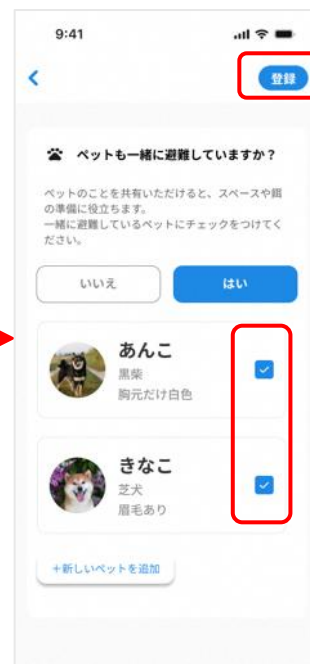 9:41
登録
ペットも一緒に避難していますか？
ペットのことを共有いただけると、スペースや餌
の準備に役立ちます。
一緒に避難しているペットにチェックをつけてく
ださい。
いいえ
はい
あんこ
黒柴
胸元だけ白色
きなこ
芝犬
眉毛あり
+新しいペットを追加